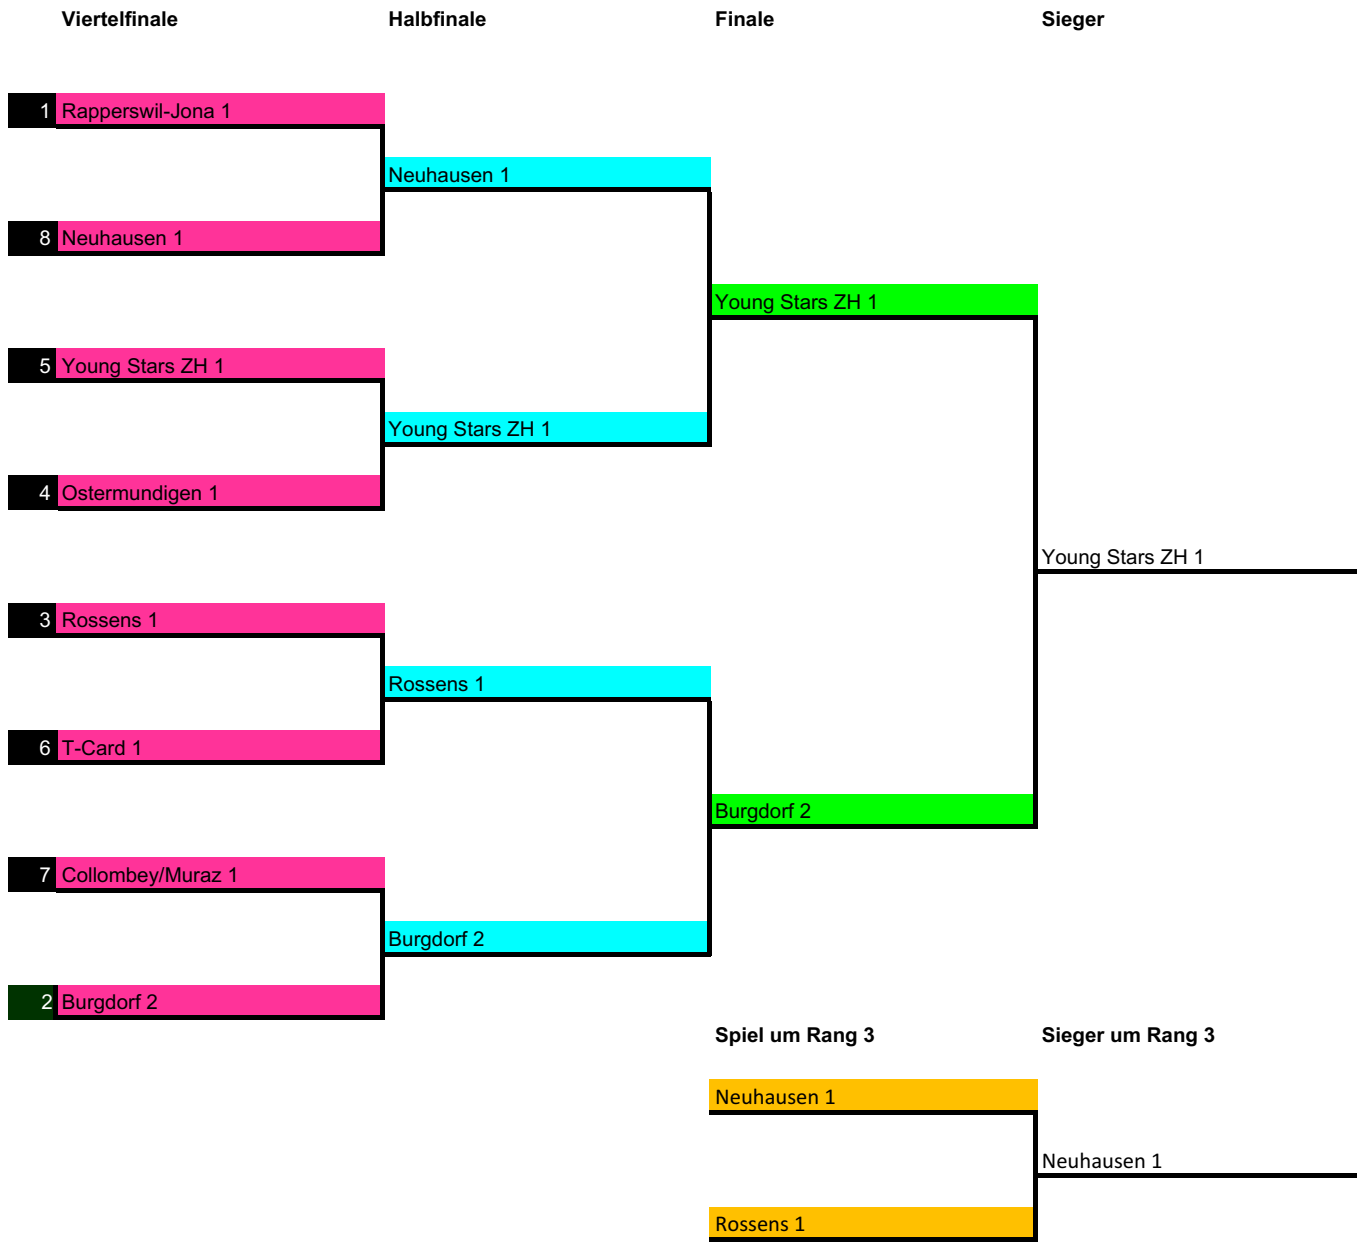 Viertelfinale Halbfinale Finale Sieger
1 Rapperswil-Jona 1
Neuhausen 1
8 Neuhausen 1
Young Stars ZH 1
5 Young Stars ZH 1
Young Stars ZH 1
4 Ostermundigen 1
Young Stars ZH 1
3 Rossens 1
Rossens 1
6 T-Card 1
Burgdorf 2
7 Collombey/Muraz 1
Burgdorf 2
2 Burgdorf 2
Spiel um Rang 3 Sieger um Rang 3
Neuhausen 1
Neuhausen 1
Rossens 1